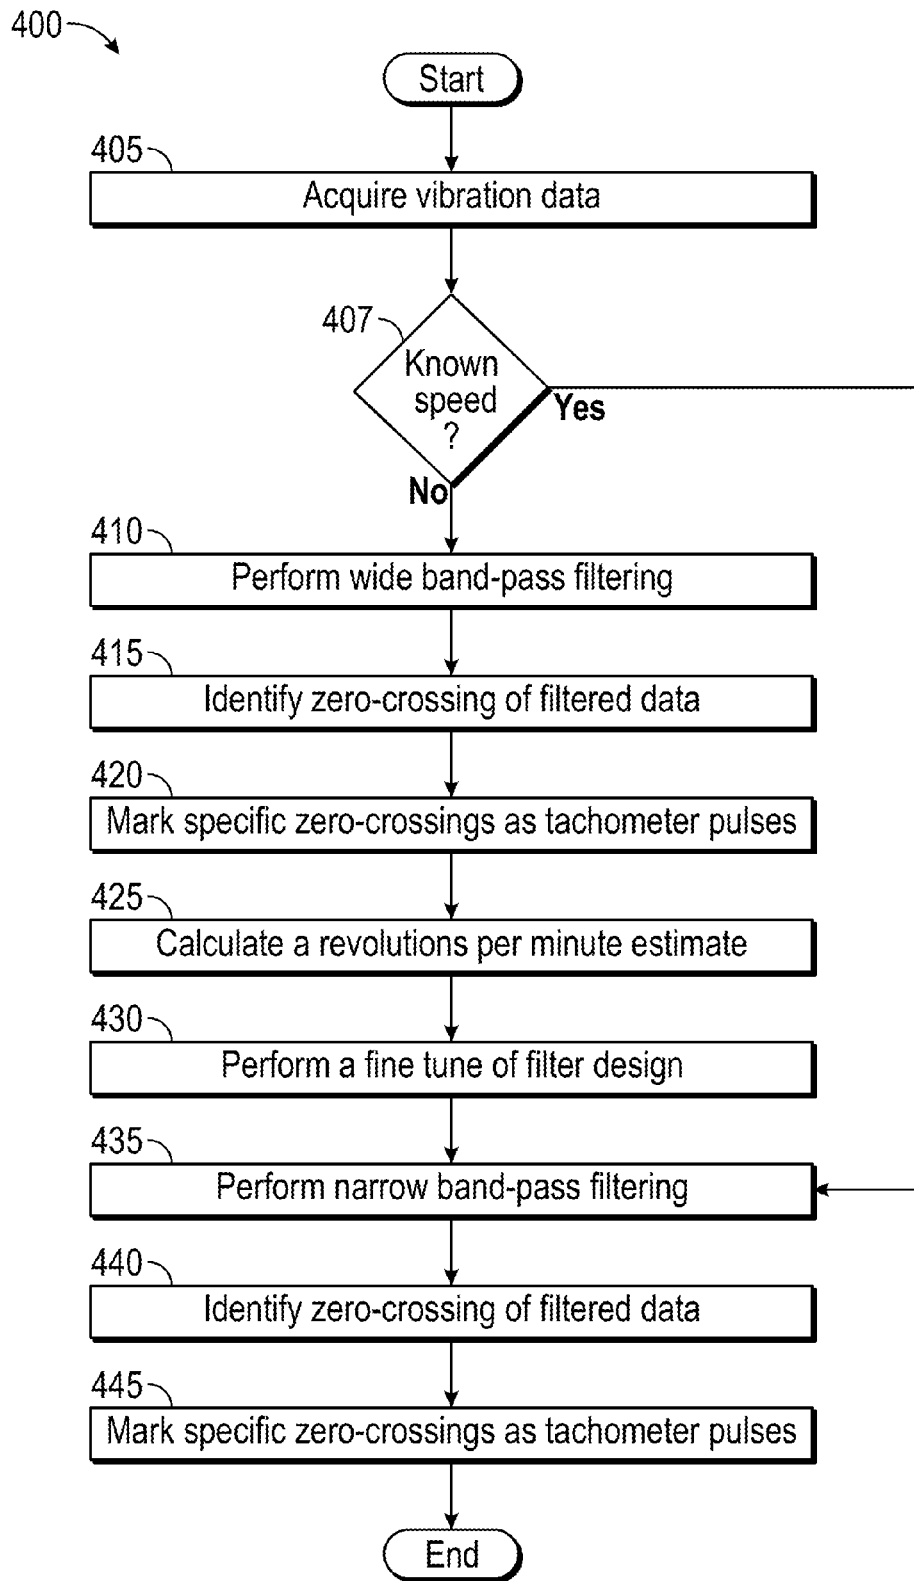 400
Start
405
Acquire vibration data
407
Known
speed
?
Yes
No
410
Perform wide band-pass filtering
415
Identify zero-crossing of filtered data
420
Mark specific zero-crossings as tachometer pulses
425
Calculate a revolutions per minute estimate
430
Perform a fine tune of filter design
435
Perform narrow band-pass filtering
440
Identify zero-crossing of filtered data
445
Mark specific zero-crossings as tachometer pulses
End